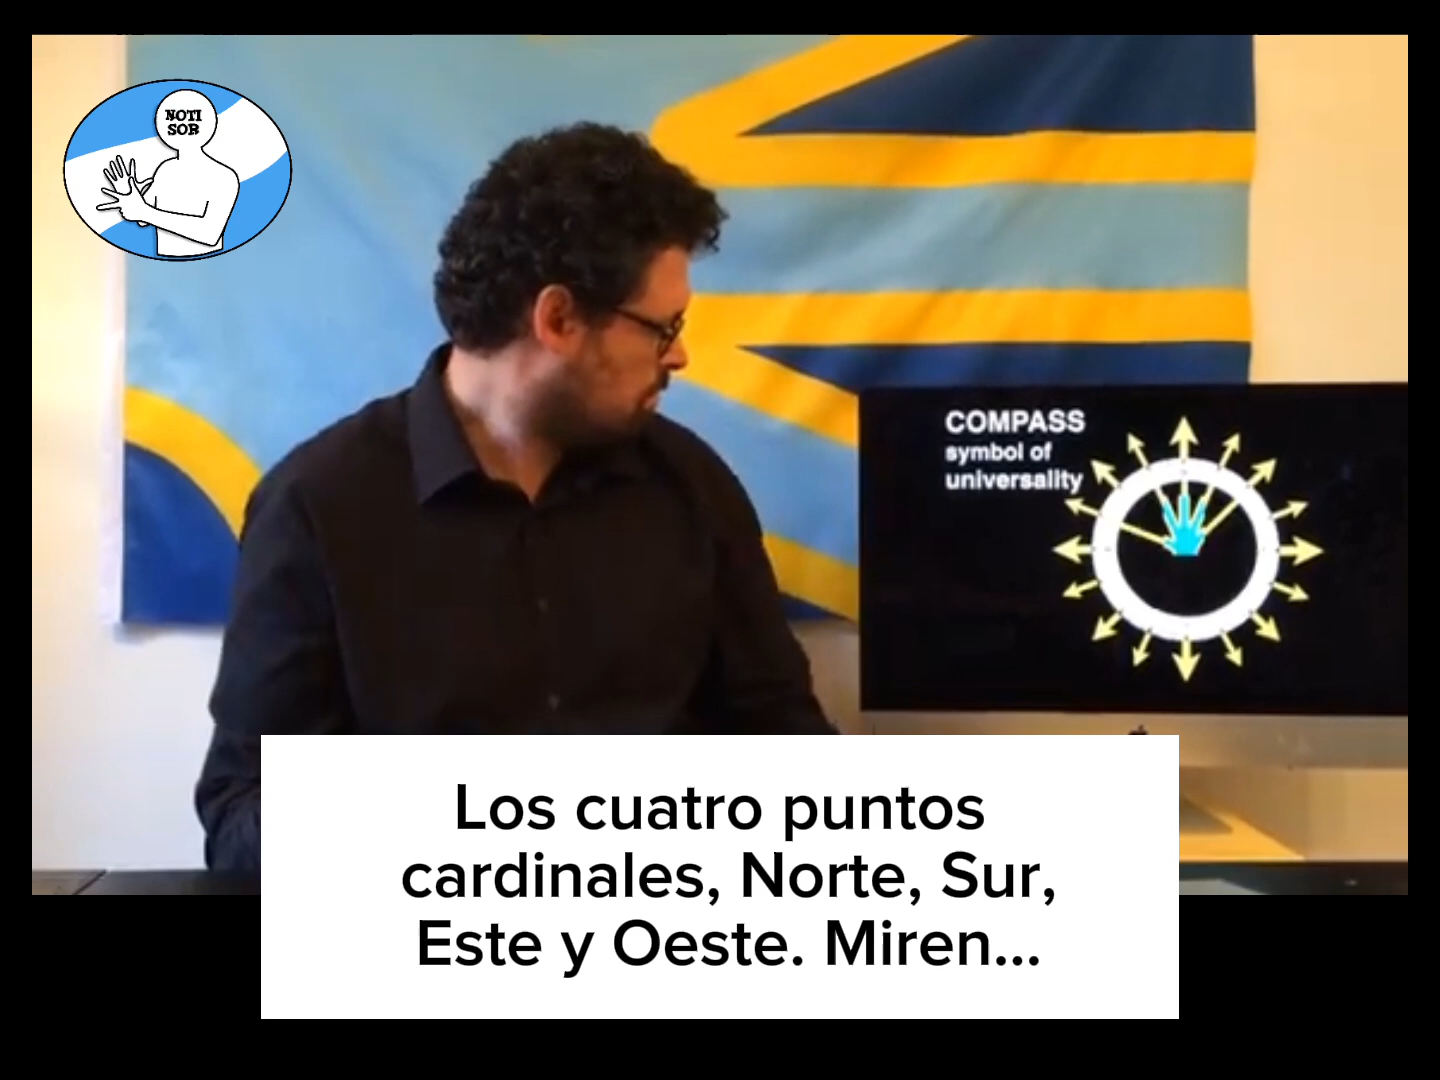 NOTI
SOR
COMPASS
symbol of
universality
Los cuatro puntos
cardinales, Norte, Sur,
Este y Oeste. Miren...